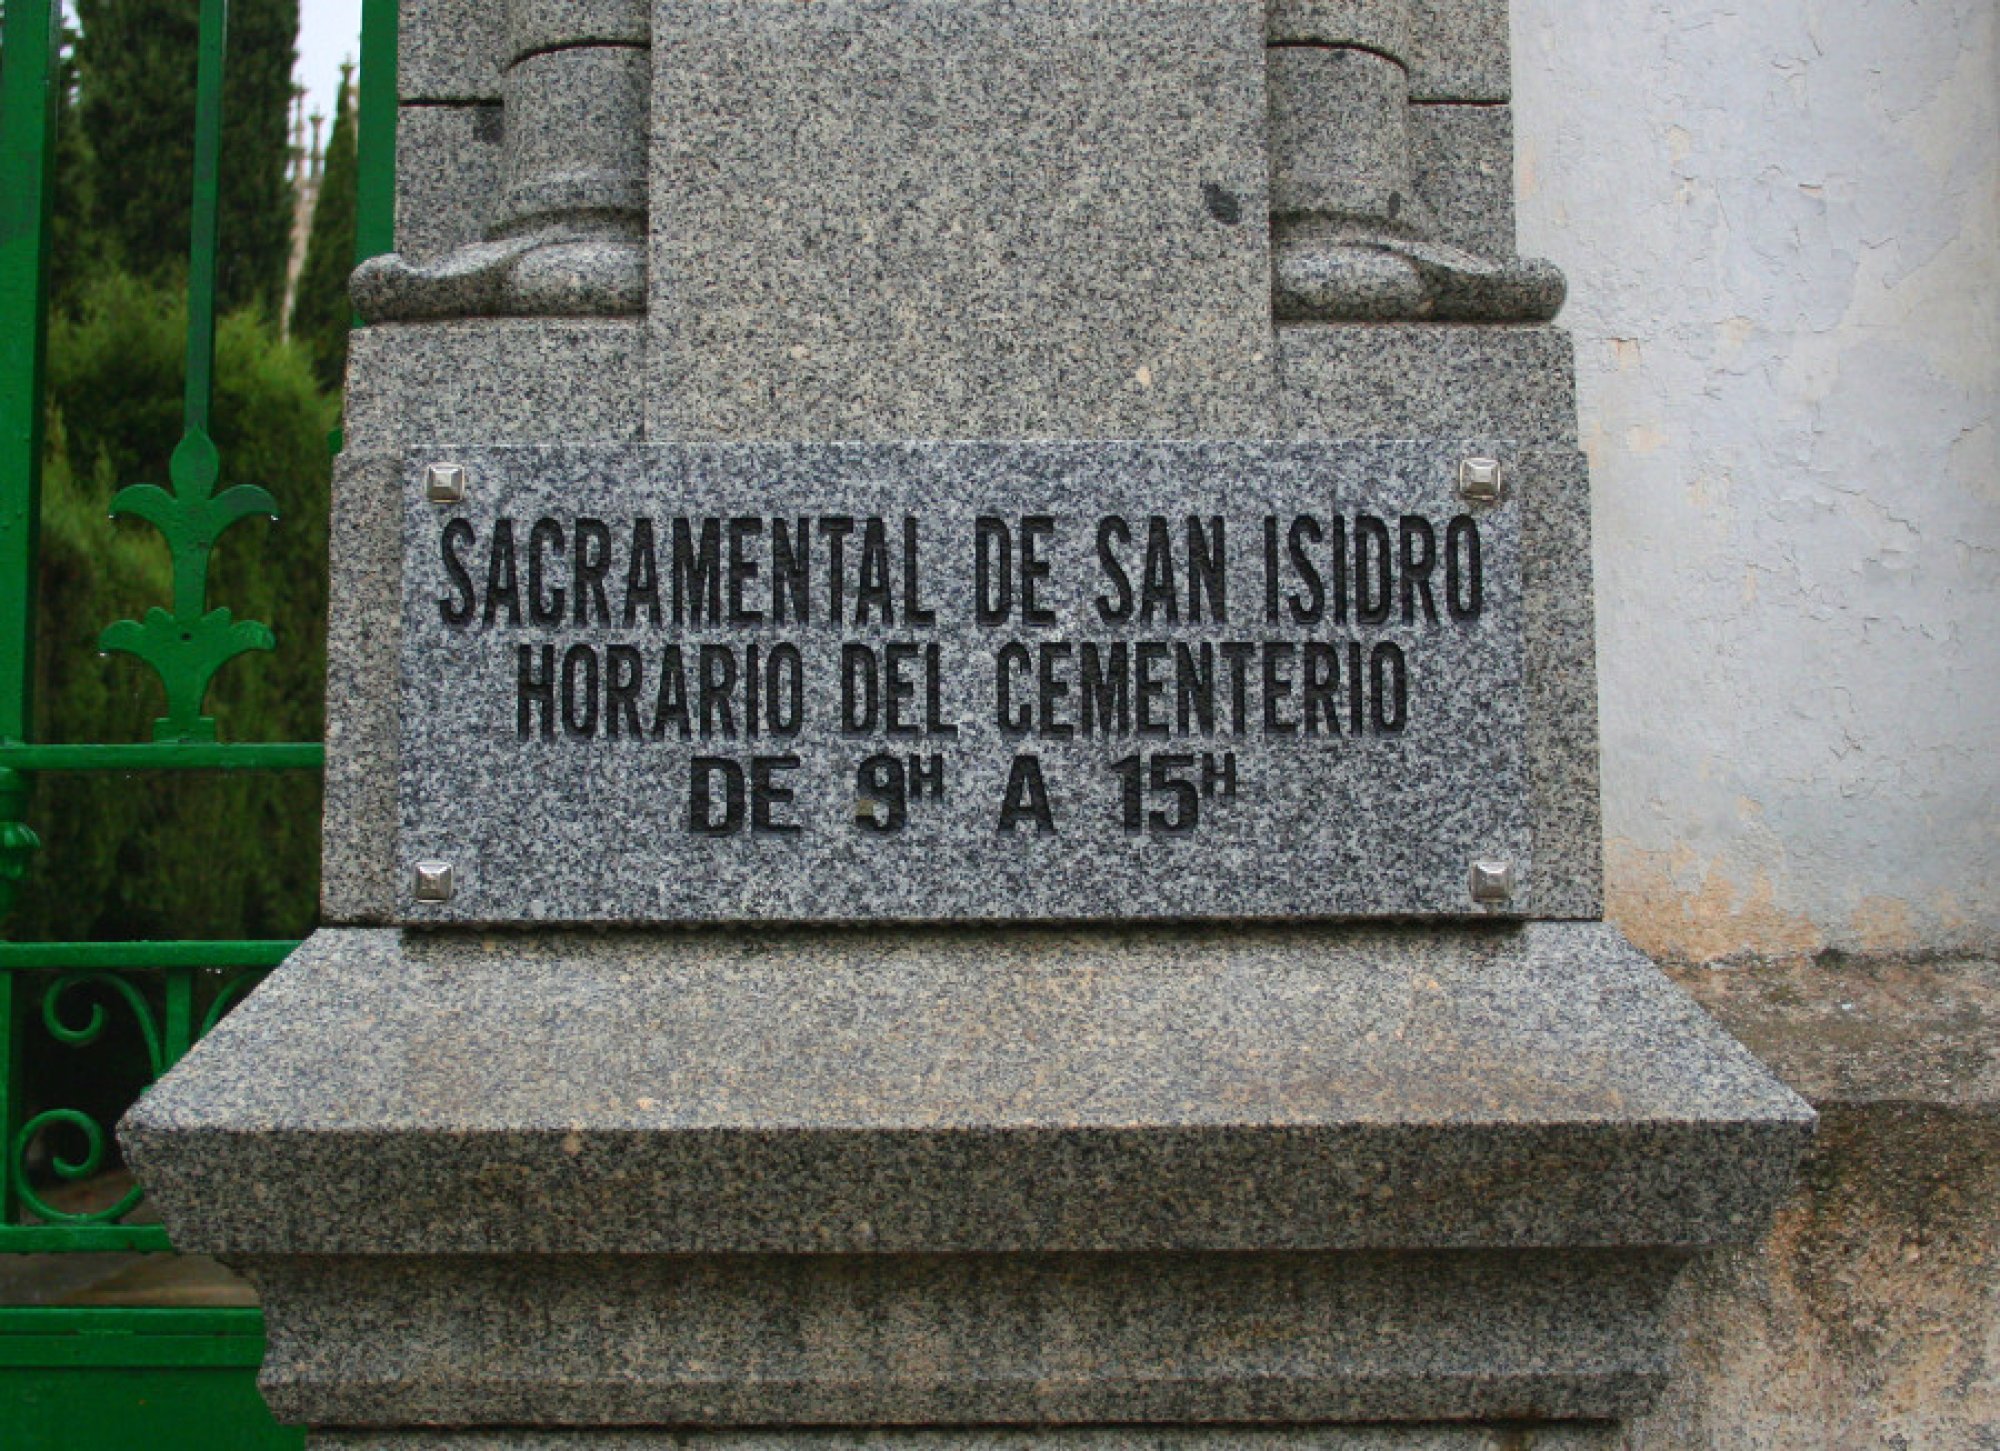 SACRAMENTAL DE SAN ISIDRO
HORARIO DEL CEMENTERIO
DE 9H A 15H